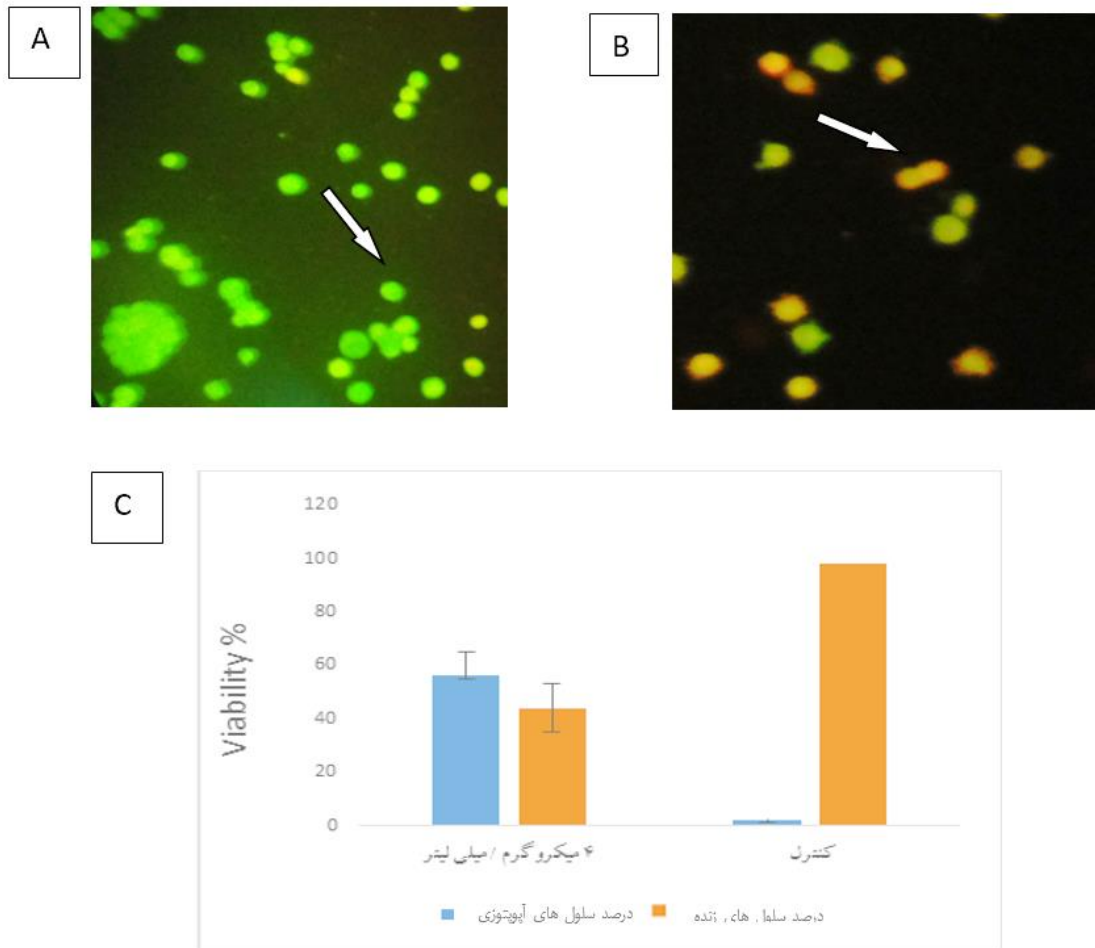 A
B
C
120
100
80
60
40
20
0
Viability %
۴ میکروگرم /میلی لیتر
کنترل
درصد سلول های آپوپتوزی
درصد سلول های زنده